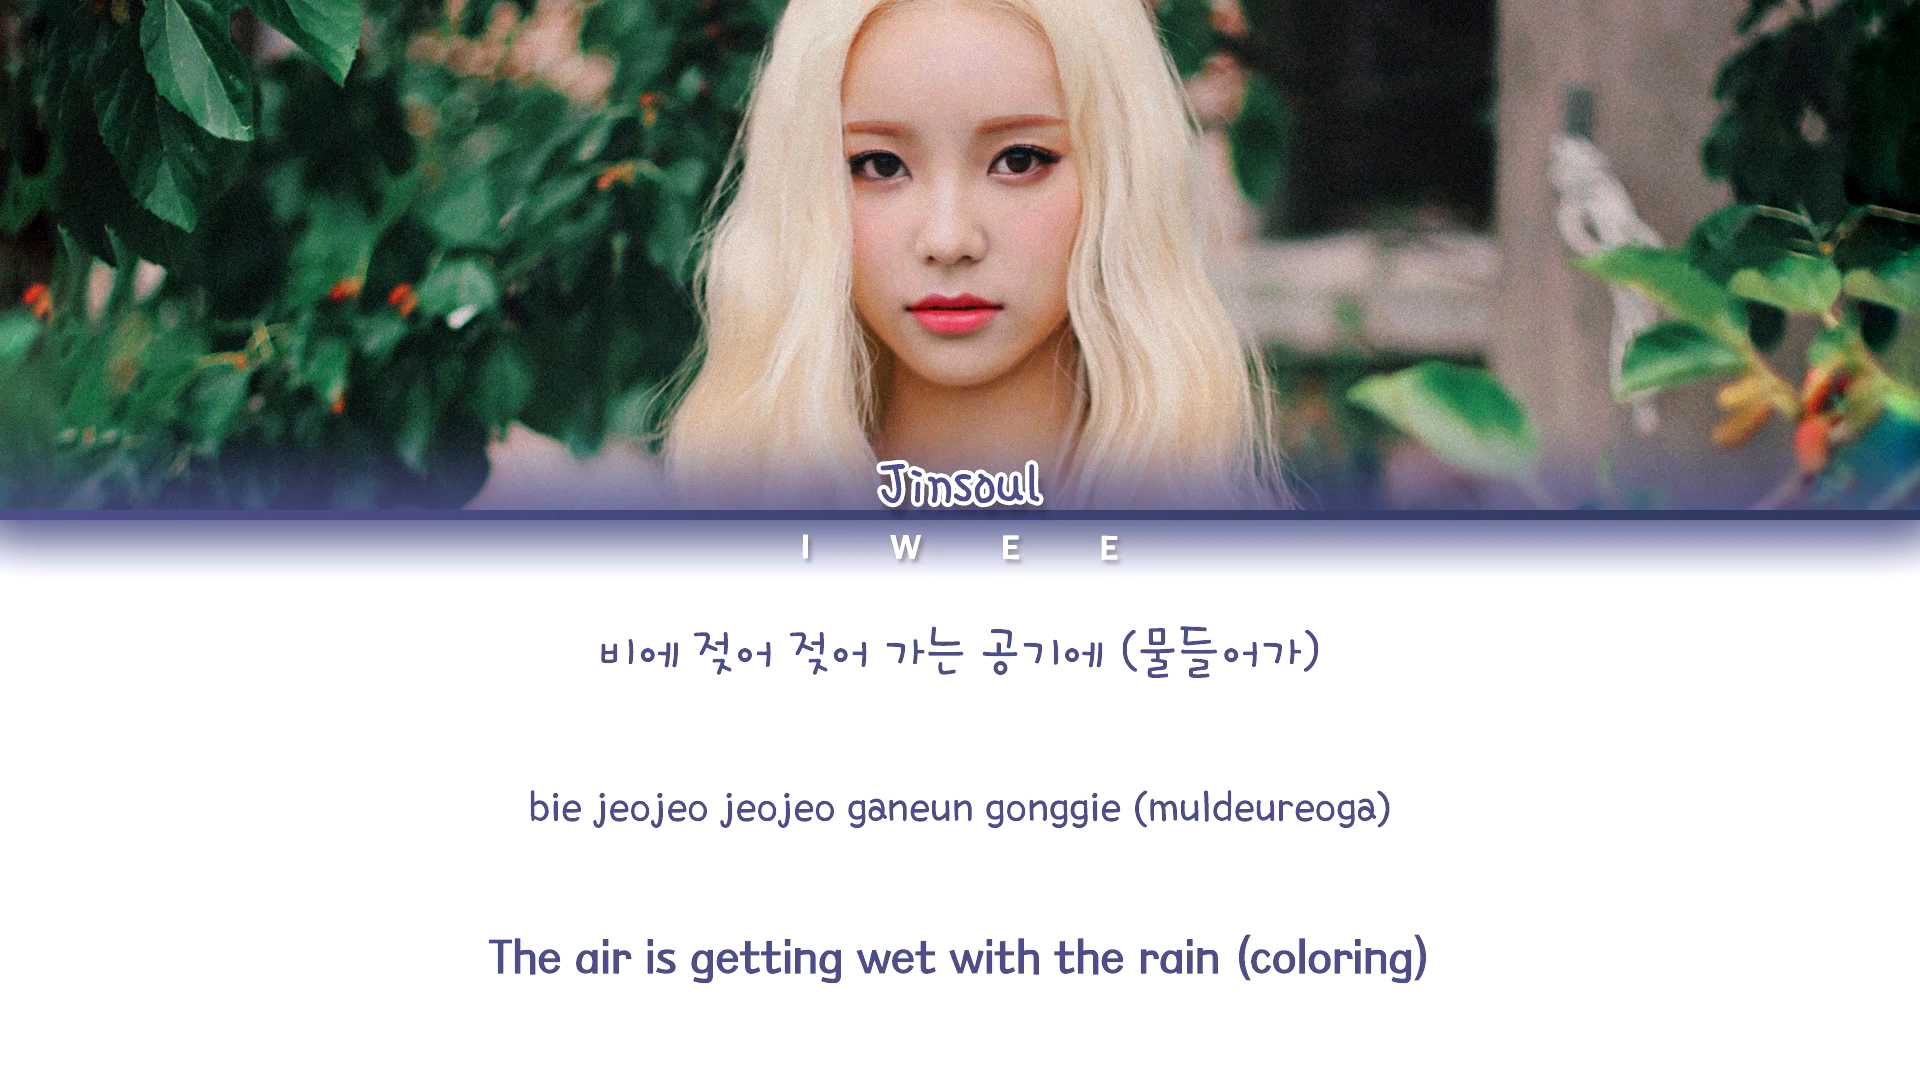 Jinsoul
I W E E
비에 젖어 젖어 가는 공기에 (물들어가)
bie jeojeo jeojeo ganeun gonggie (muldeureoga)
The air is getting wet with the rain (coloring)